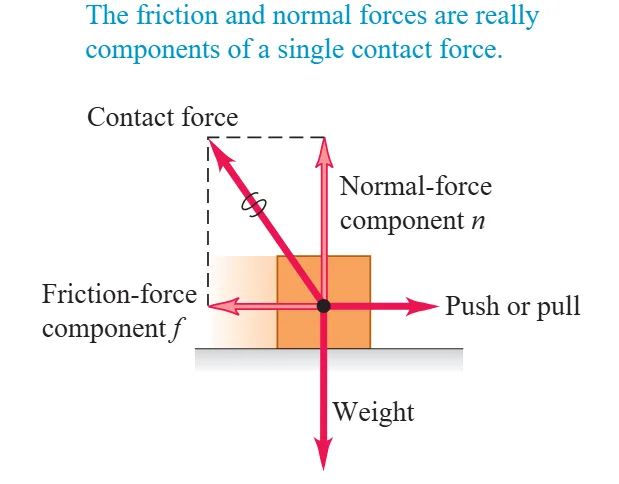 The friction and normal forces are really
components of a single contact force.
Contact force
Normal-force
component n
Friction-force
component f
Push or pull
Weight